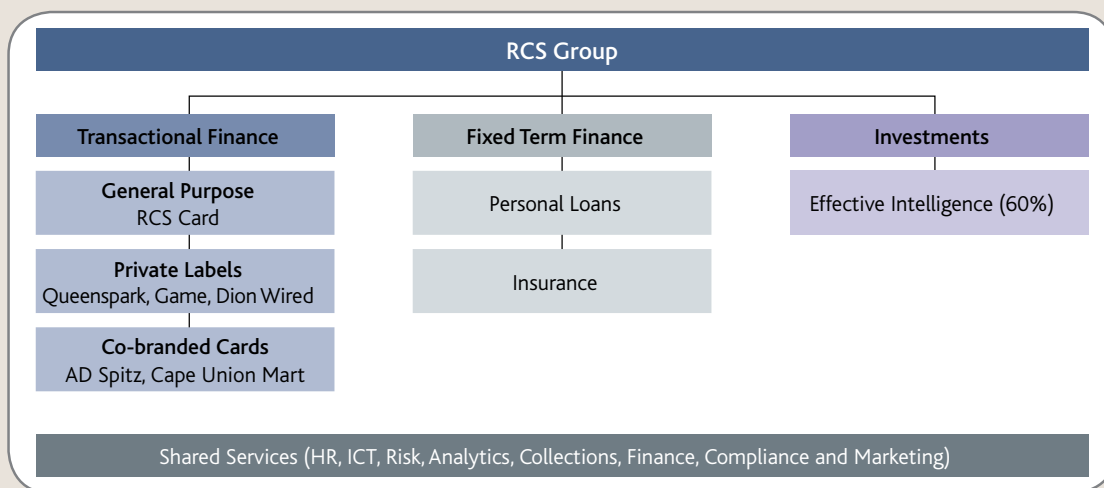 RCS Group
Transactional Finance
General Purpose
RCS Card
Private Labels
Queenspark, Game, Dion Wired
Co-branded Cards
AD Spitz, Cape Union Mart
Fixed Term Finance
Personal Loans
Insurance
Investments
Effective Intelligence (60%)
Shared Services (HR, ICT, Risk, Analytics, Collections, Finance, Compliance and Marketing)